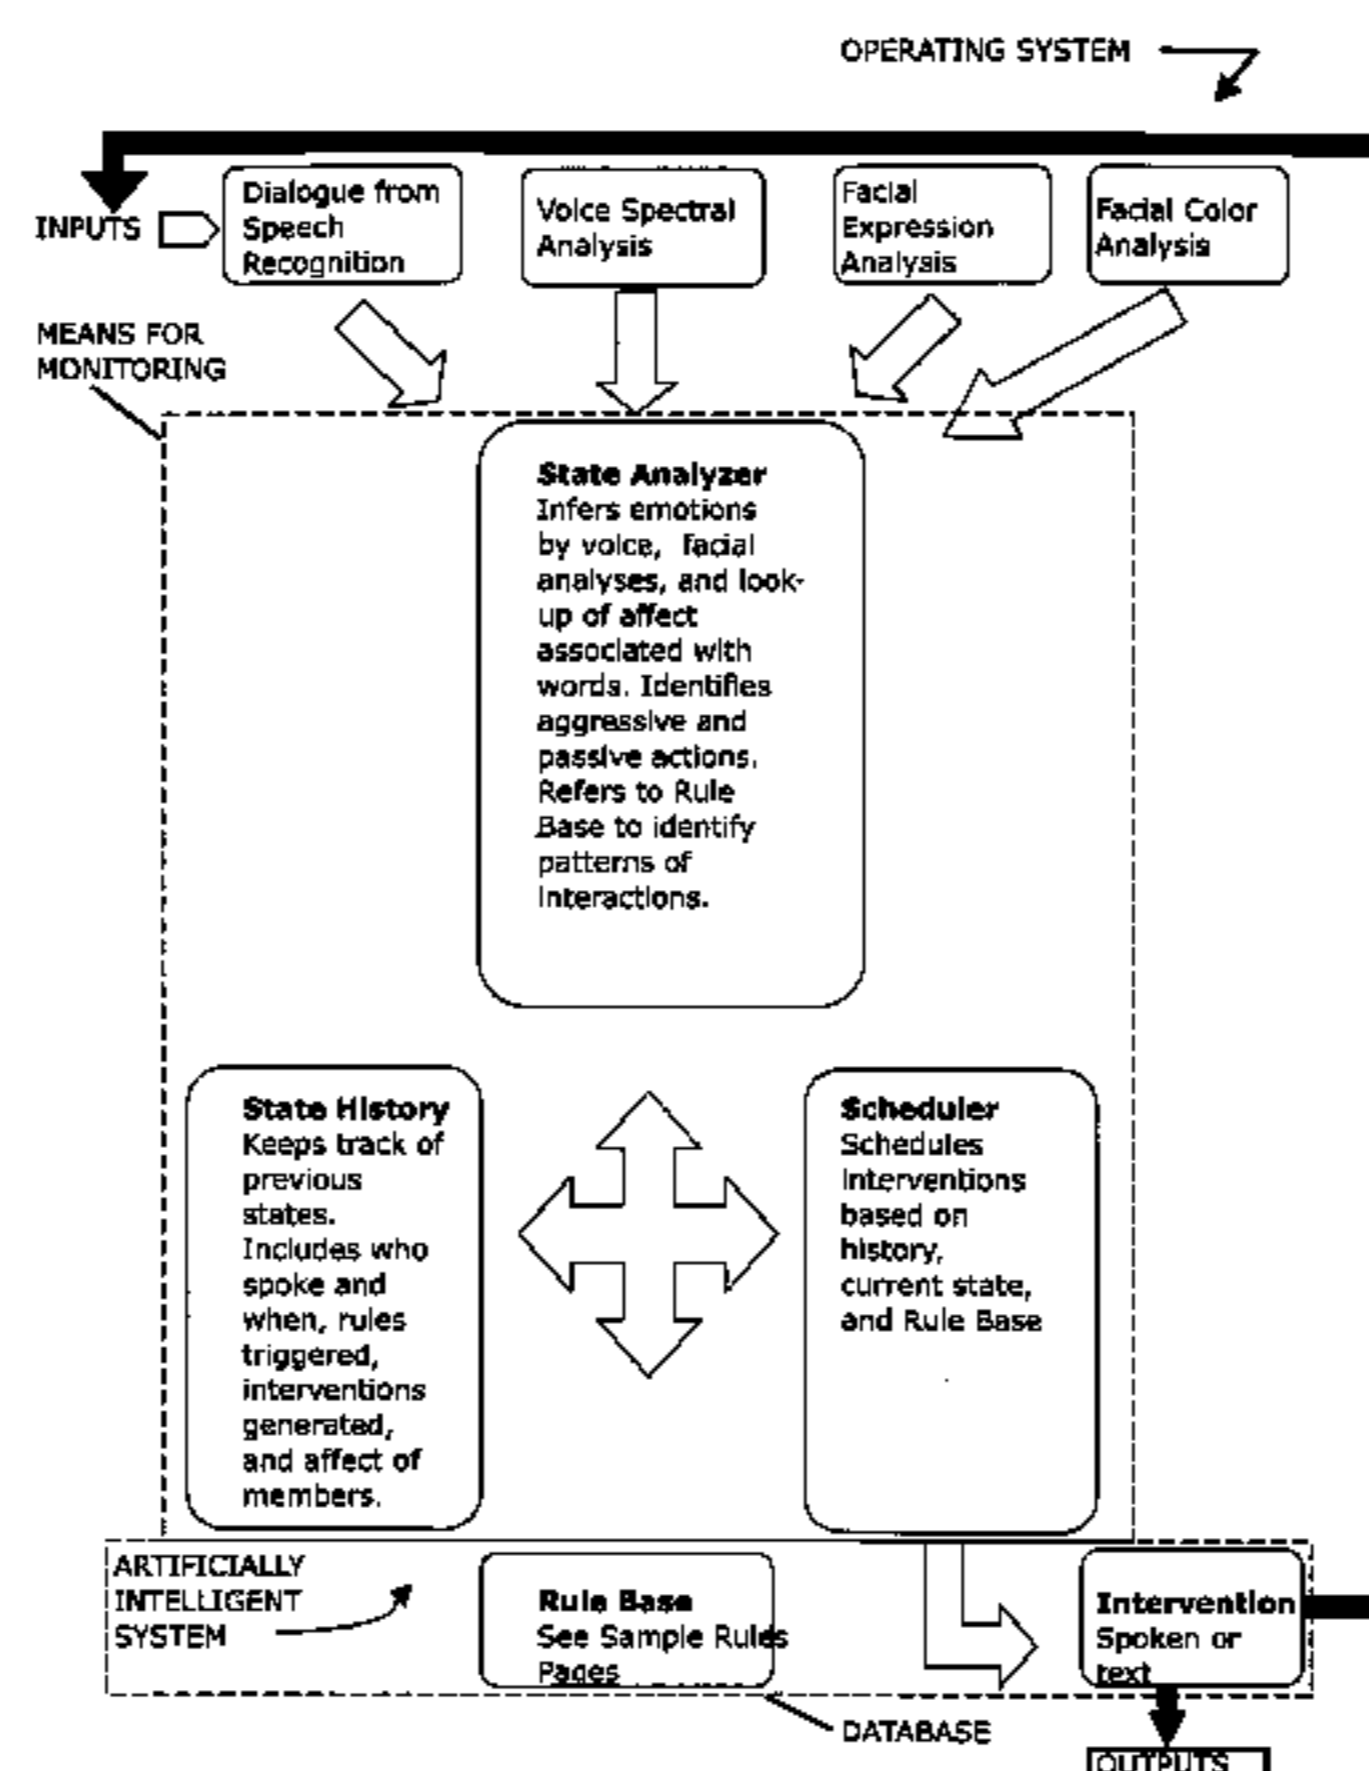 OPERATING SYSTEM
INPUTS
Dialogue from
Speech
Recognition
Voice Spectral
Analysis
Facial
Expression
Analysis
Facial Color
Analysis
MEANS FOR
MONITORING
State Analyzer
Infers emotions
by voice, facial
analyses, and look-
up of affect
associated with
words. Identifies
aggressive and
passive actions.
Refers to Rule
Base to identify
patterns of
interactions.
State History
Keeps track of
previous
states.
Includes who
spoke and
when, rules
triggered,
interventions
generated,
and affect of
members.
Scheduler
Schedules
interventions
based on
history,
current state,
and Rule Base
ARTIFICIALLY
INTELLIGENT
SYSTEM
Rule Base
See Sample Rules
Pages
Intervention
Spoken or
text
DATABASE
OUTPUTS